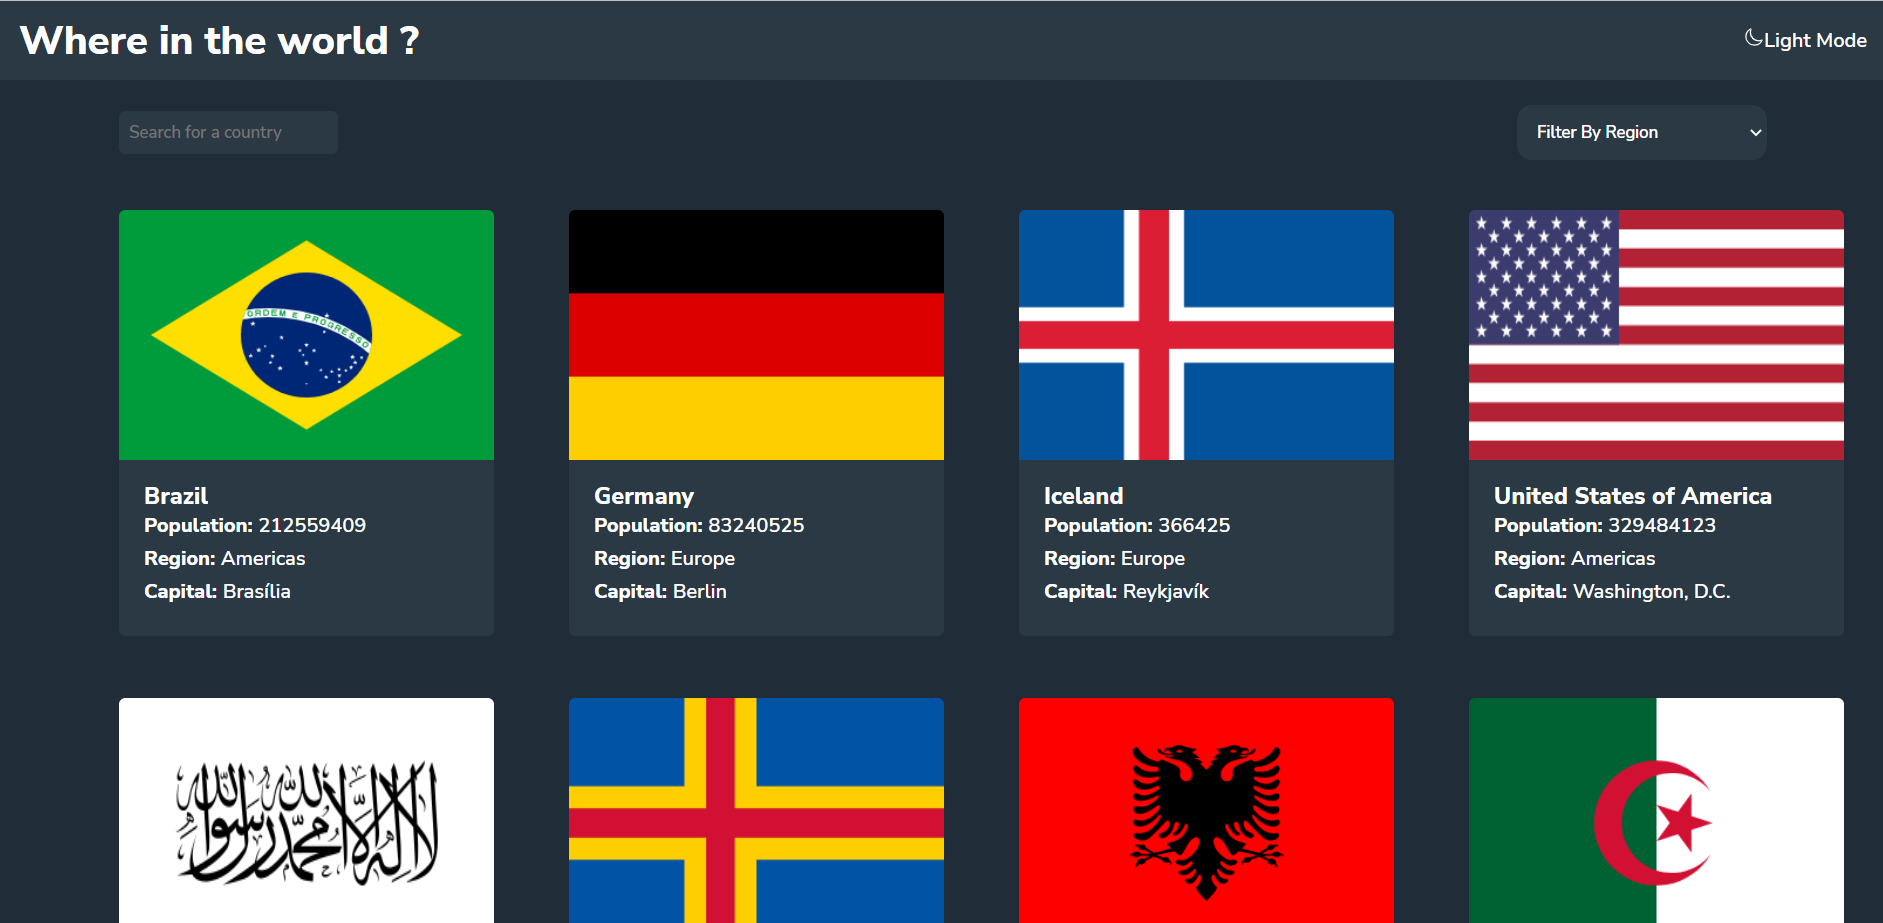 Where in the world ?
Light Mode
Search for a country
Filter By Region
ORDEM E PROGRESSO
Brazil
Population: 212559409
Region: Americas
Capital: Brasília
Germany
Population: 83240525
Region: Europe
Capital: Berlin
Iceland
Population: 366425
Region: Europe
Capital: Reykjavík
United States of America
Population: 329484123
Region: Americas
Capital: Washington, D.C.
لا إله إلا الله محمد رسول الله